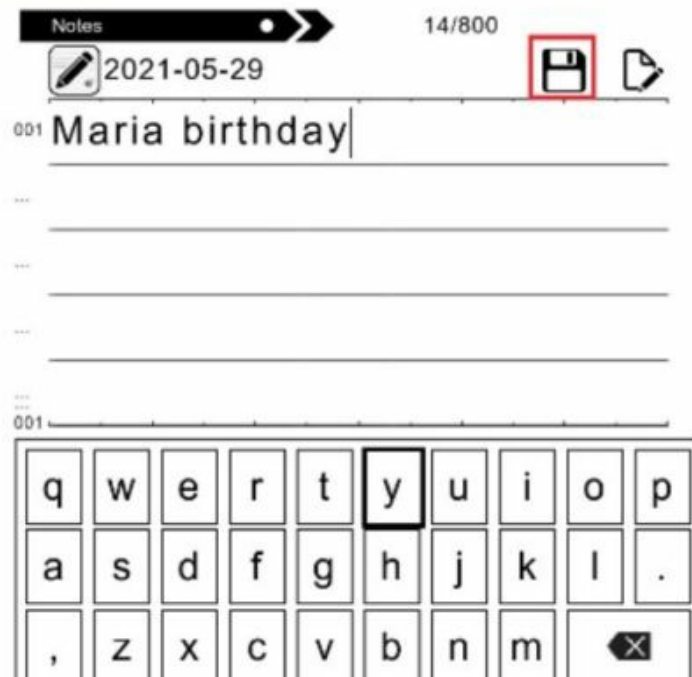 Notes 14/800
2021-05-29
001 Maria birthday
...
...
...
...
001
q w e r t y u i o p
a s d f g h j k l .
, z x c v b n m